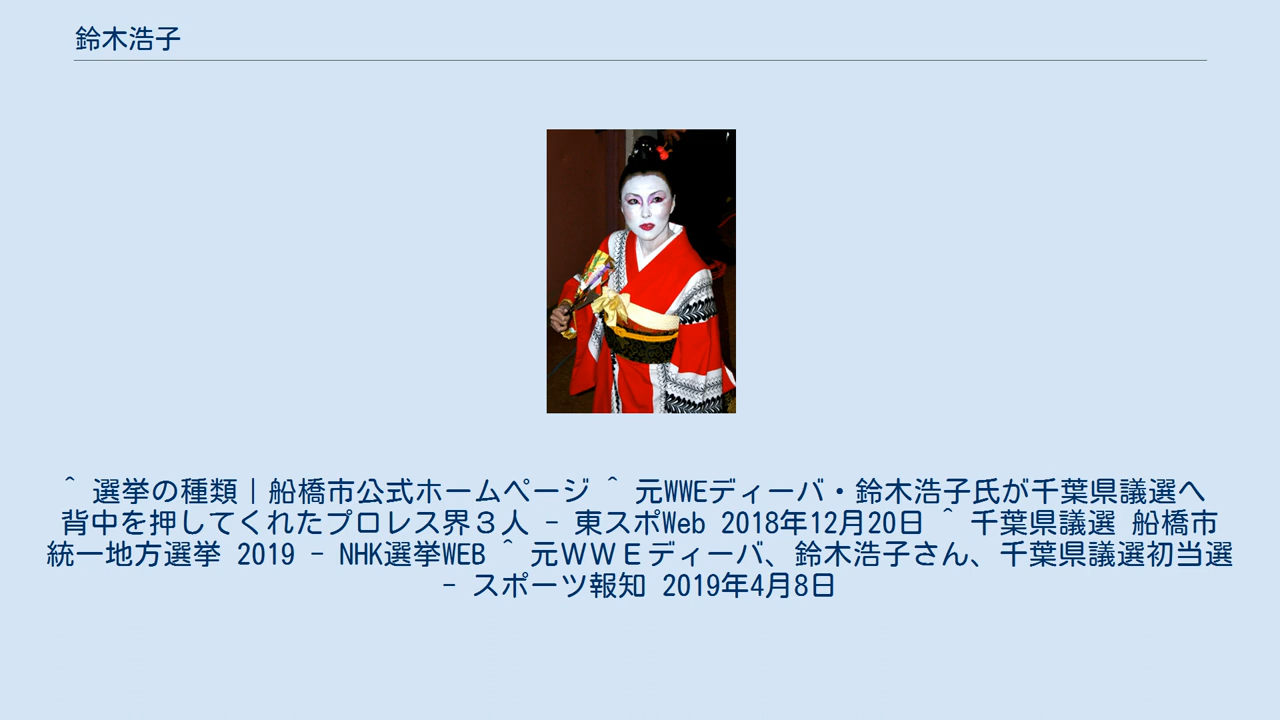 鈴木浩子
^ 選挙の種類｜船橋市公式ホームページ ^ 元WWEディーバ・鈴木浩子氏が千葉県議選へ
背中を押してくれたプロレス界３人 - 東スポWeb 2018年12月20日 ^ 千葉県議選 船橋市
統一地方選挙 2019 - NHK選挙WEB ^ 元ＷＷＥディーバ、鈴木浩子さん、千葉県議選初当選
- スポーツ報知 2019年4月8日